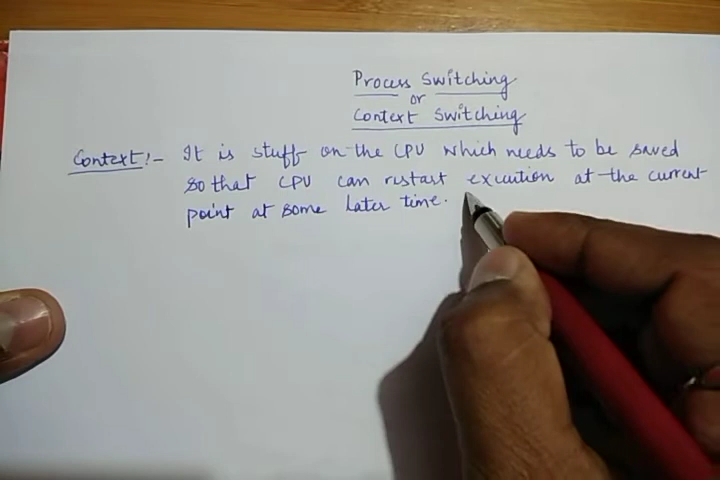 Process Switching
or
Context Switching
Context:- It is stuff on the CPU which needs to be saved
so that CPU can restart execution at the current
point at some later time.